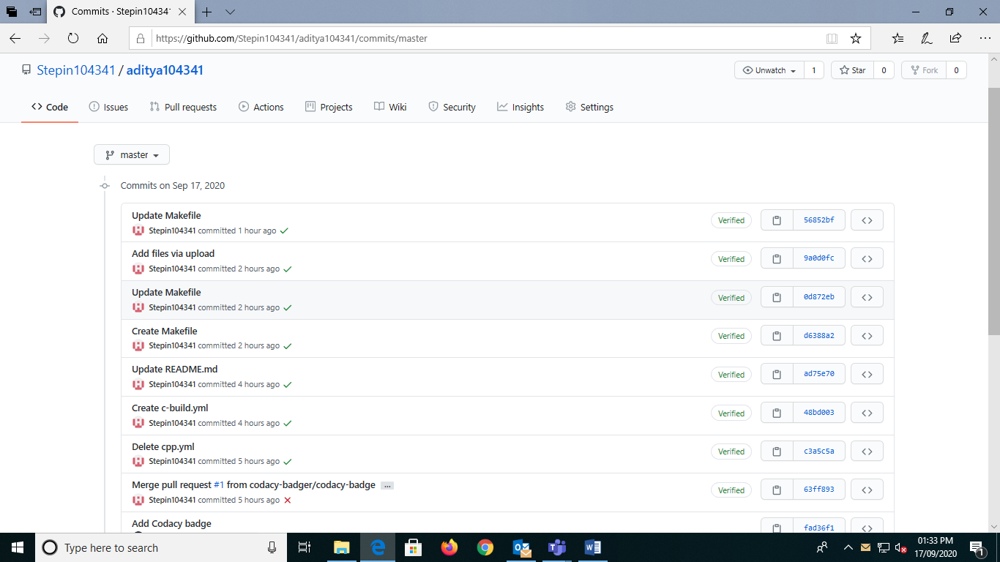 Commits · Stepin104341
https://github.com/Stepin104341/aditya104341/commits/master
Stepin104341 / aditya104341
Unwatch 1
Star 0
Fork 0
Code
Issues
Pull requests
Actions
Projects
Wiki
Security
Insights
Settings
master
Commits on Sep 17, 2020
Update Makefile
Stepin104341 committed 1 hour ago
Verified
56852bf
Add files via upload
Stepin104341 committed 2 hours ago
Verified
9a0d0fc
Update Makefile
Stepin104341 committed 2 hours ago
Verified
0d872eb
Create Makefile
Stepin104341 committed 2 hours ago
Verified
d6388a2
Update README.md
Stepin104341 committed 4 hours ago
Verified
ad75e70
Create c-build.yml
Stepin104341 committed 4 hours ago
Verified
48bd003
Delete cpp.yml
Stepin104341 committed 5 hours ago
Verified
c3a5c5a
Merge pull request #1 from codacy-badger/codacy-badge ...
Stepin104341 committed 5 hours ago
Verified
63ff893
Add Codacy badge
fad36f1
Type here to search
01:33 PM
17/09/2020
1